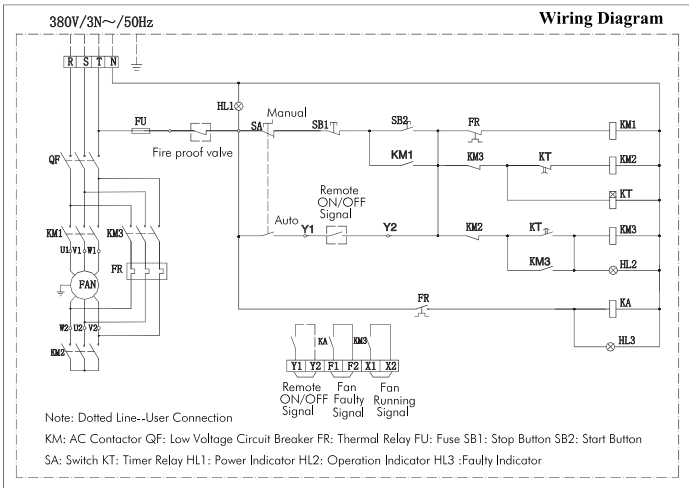 380V/3N～/50Hz
Wiring Diagram
R S T N
HL1
FU
Fire proof valve
SA
Manual
SB1
SB2
FR
KM1
KM1
KM3
KT
KM2
QF
KT
Remote
ON/OFF
Signal
Auto
Y1
Y2
KM2
KT
KM3
KM1
U1 V1 W1
KM3
FR
KM3
HL2
FAN
FR
KA
W2 U2 V2
KM2
HL3
KA
KM3
Y1 Y2 F1 F2 X1 X2
Remote
ON/OFF
Signal
Fan
Faulty
Signal
Fan
Running
Signal
Note: Dotted Line--User Connection
KM: AC Contactor QF: Low Voltage Circuit Breaker FR: Thermal Relay FU: Fuse SB1: Stop Button SB2: Start Button
SA: Switch KT: Timer Relay HL1: Power Indicator HL2: Operation Indicator HL3 :Faulty Indicator